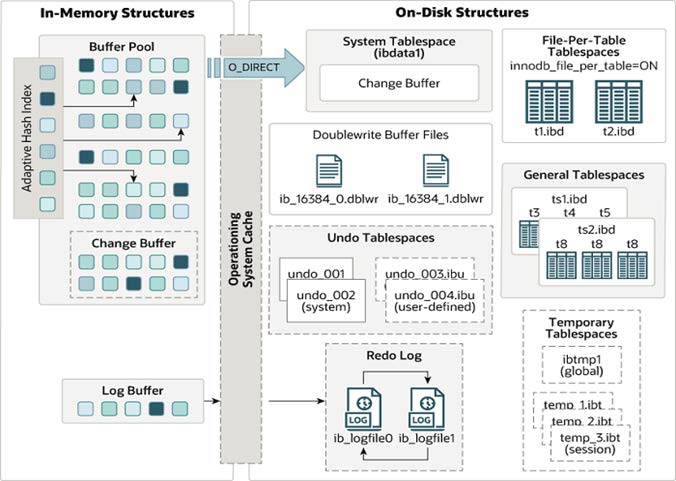 In-Memory Structures
On-Disk Structures
Buffer Pool
Adaptive Hash Index
Change Buffer
Log Buffer
Operationing
System Cache
O_DIRECT
System Tablespace
(ibdata1)
Change Buffer
Doublewrite Buffer Files
ib_16384_0.dblwr
ib_16384_1.dblwr
Undo Tablespaces
undo_001
undo_002
(system)
undo_003.ibu
undo_004.ibu
(user-defined)
Redo Log
LOG
LOG
ib_logfile0
ib_logfile1
File-Per-Table
Tablespaces
innodb_file_per_table=ON
t1.ibd
t2.ibd
General Tablespaces
ts1.ibd
t3 t4 t5
ts2.ibd
t8 t8 t8
Temporary
Tablespaces
ibtmp1
(global)
temp_1.ibt
temp_2.ibt
temp_3.ibt
(session)